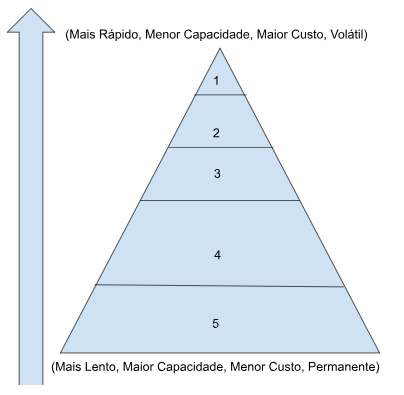 (Mais Rápido, Menor Capacidade, Maior Custo, Volátil)
1
2
3
4
5
(Mais Lento, Maior Capacidade, Menor Custo, Permanente)